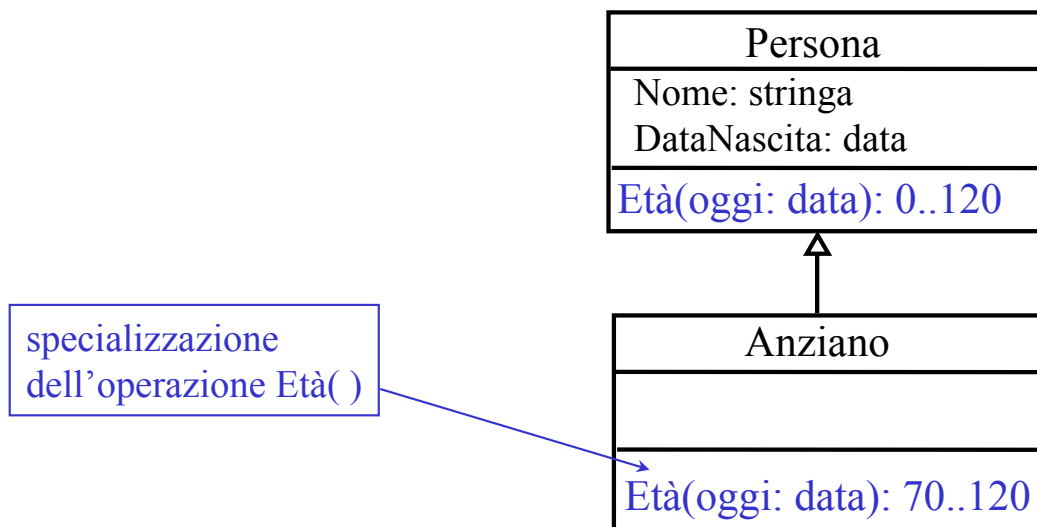 Persona
Nome: stringa
DataNascita: data
Età(oggi: data): 0..120
specializzazione
dell’operazione Età( )
Anziano
Età(oggi: data): 70..120